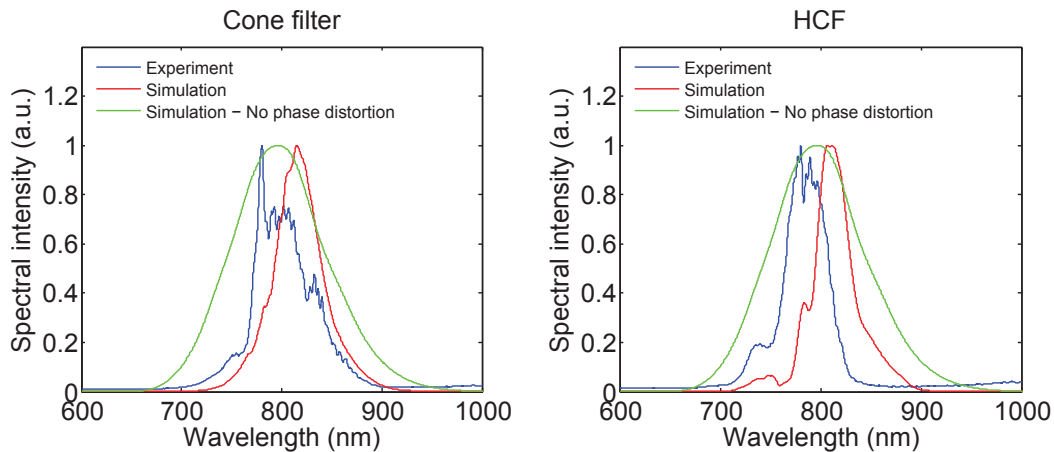 Cone filter
Experiment
Simulation
Simulation − No phase distortion
Spectral intensity (a.u.)
1.2
1
0.8
0.6
0.4
0.2
0
600
700
800
900
1000
Wavelength (nm)
HCF
Experiment
Simulation
Simulation − No phase distortion
Spectral intensity (a.u.)
1.2
1
0.8
0.6
0.4
0.2
0
600
700
800
900
1000
Wavelength (nm)